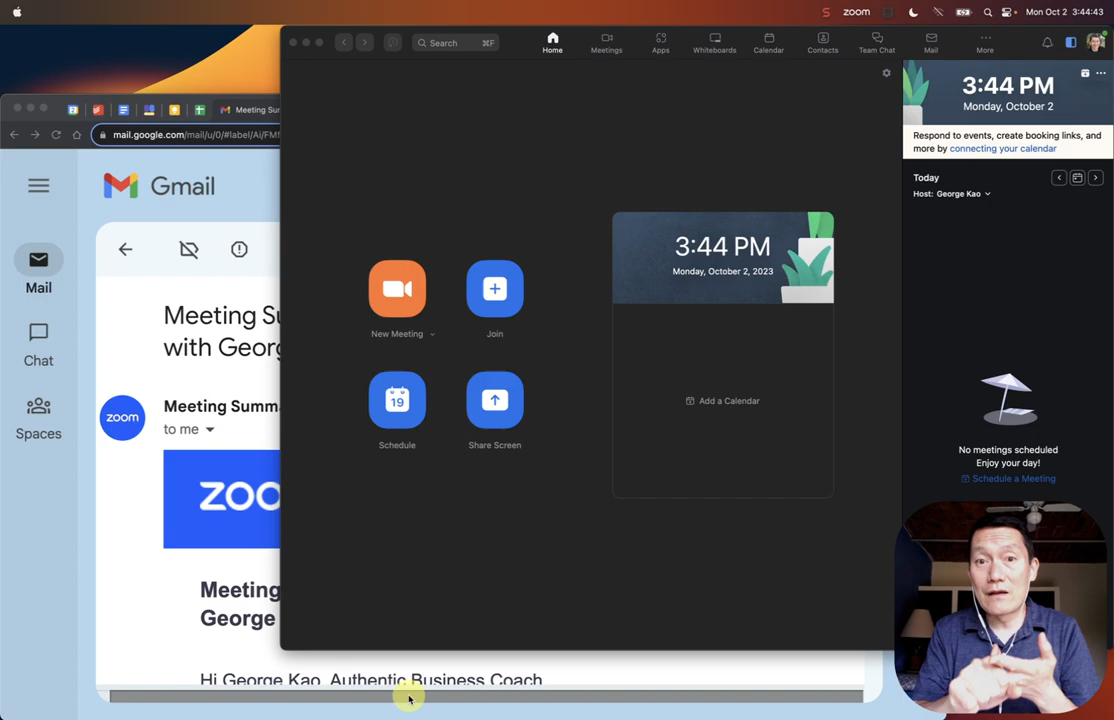 zoom
Mon Oct 2 3:44:43
Search
⌘F
Home
Meetings
Apps
Whiteboards
Calendar
Contacts
Team Chat
Mail
More
Meeting Sur
mail.google.com/mail/u/0/#label/Ai/FMf
Gmail
Mail
Chat
Spaces
Meeting Su
with Georg
zoom
Meeting Summ
to me
ZOO
Meeting
George
Hi George Kao, Authentic Business Coach
New Meeting
Join
19
Schedule
Share Screen
3:44 PM
Monday, October 2, 2023
Add a Calendar
3:44 PM
Monday, October 2
Respond to events, create booking links, and
more by connecting your calendar
Today
Host: George Kao
No meetings scheduled
Enjoy your day!
Schedule a Meeting